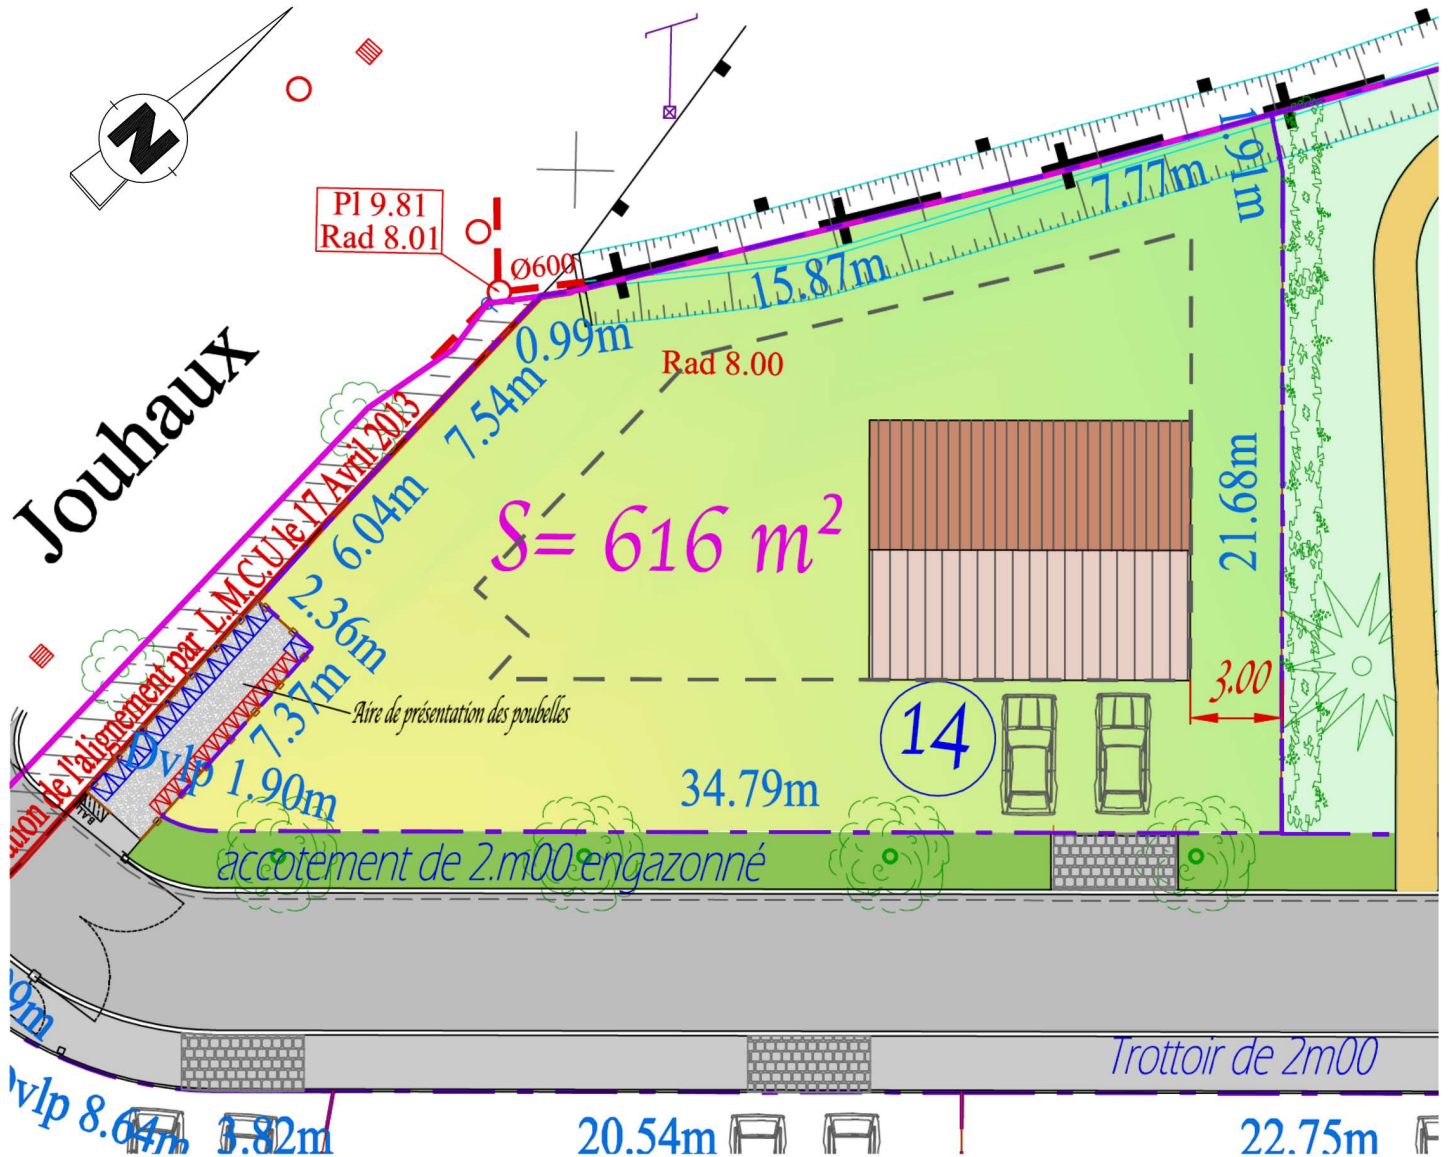 N
Pl 9.81
Rad 8.01
Ø600
1.91m
7.77m
15.87m
0.99m
Rad 8.00
Jouhaux
7.54m
de l'alignement par L.M.C.U le 17 Avril 2013
6.04m
S= 616 m²
21.68m
2.36m
3.00
7.37m
Aire de présentation des poubelles
14
Dvlp 1.90m
34.79m
accotement de 2.m00 engazonné
9m
Trottoir de 2m00
Dvlp 8.64m
3.82m
20.54m
22.75m